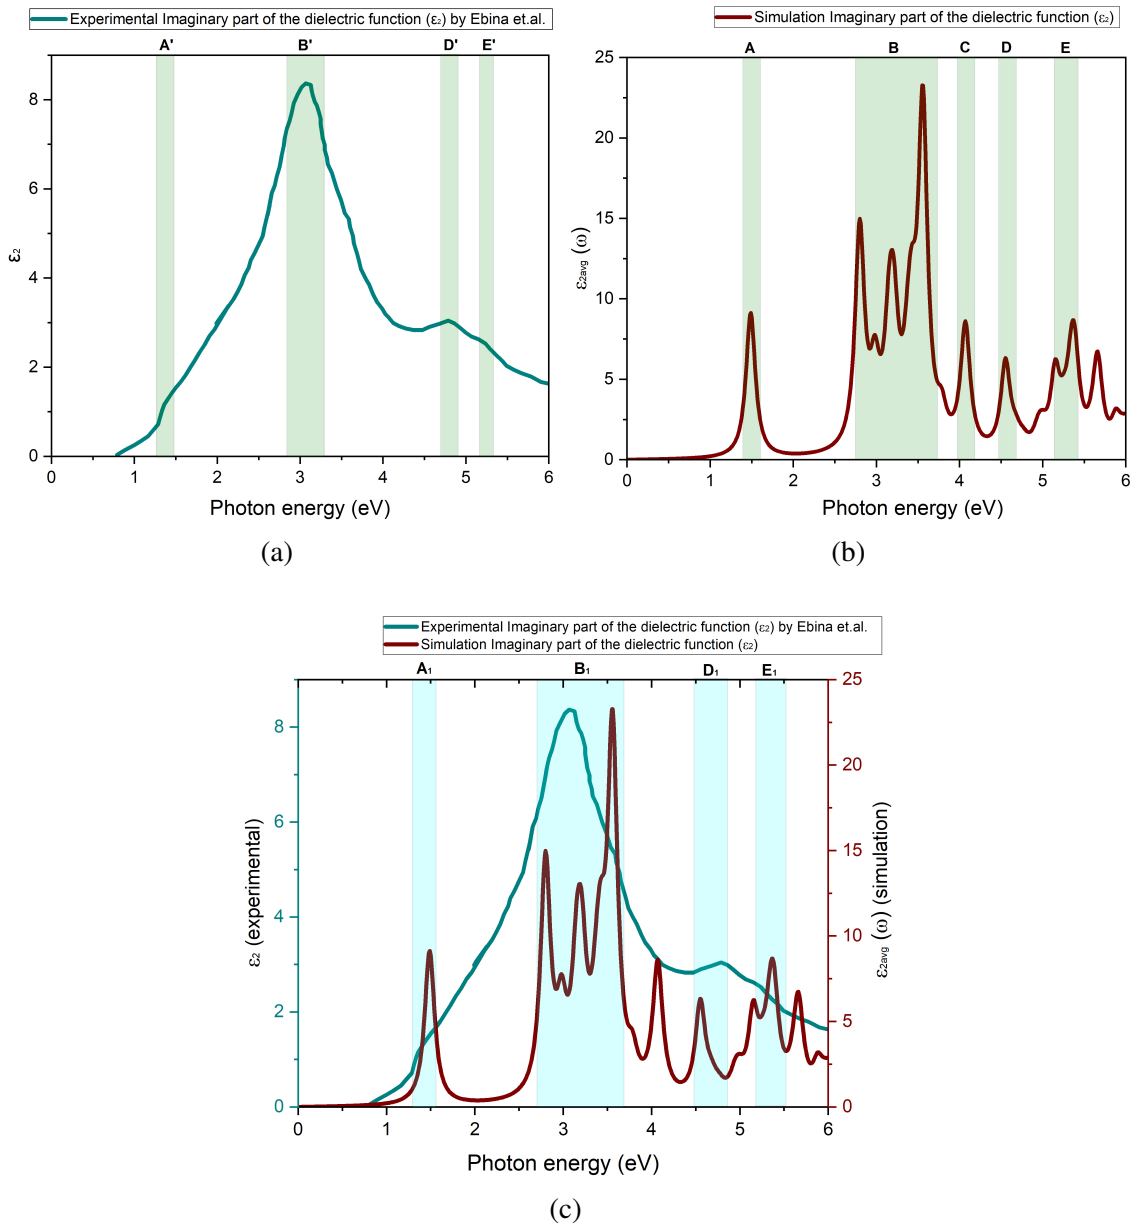 Experimental Imaginary part of the dielectric function (ε₂) by Ebina et.al.
A' B' D' E'
8
6
4
2
0
ε₂
0 1 2 3 4 5 6
Photon energy (eV)
(a)
Simulation Imaginary part of the dielectric function (ε₂)
A B C D E
25
20
15
10
5
0
ε₂avg (ω)
0 1 2 3 4 5 6
Photon energy (eV)
(b)
Experimental Imaginary part of the dielectric function (ε₂) by Ebina et.al.
Simulation Imaginary part of the dielectric function (ε₂)
A₁ B₁ D₁ E₁
8
6
4
2
0
ε₂ (experimental)
25
20
15
10
5
0
ε₂avg (ω) (simulation)
0 1 2 3 4 5 6
Photon energy (eV)
(c)